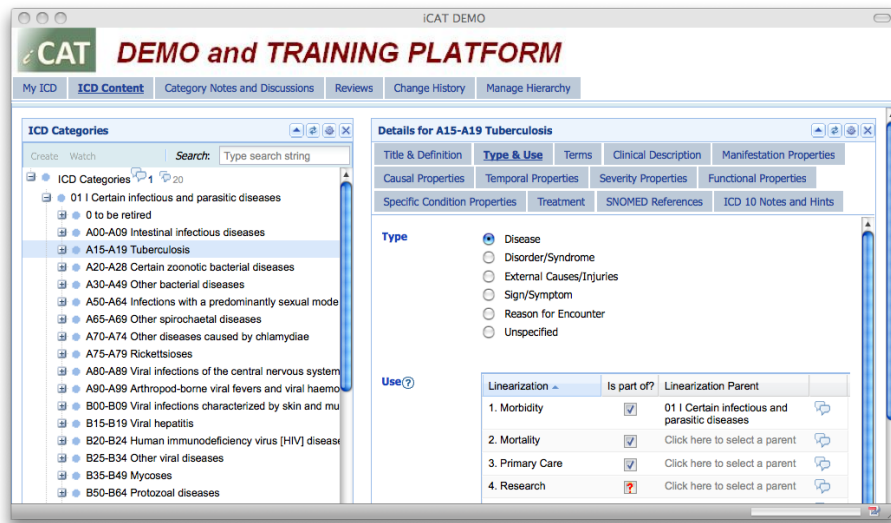 iCAT DEMO
iCAT DEMO and TRAINING PLATFORM
My ICD ICD Content Category Notes and Discussions Reviews Change History Manage Hierarchy
ICD Categories
Create Watch Search: Type search string
ICD Categories 1 20
01 I Certain infectious and parasitic diseases
0 to be retired
A00-A09 Intestinal infectious diseases
A15-A19 Tuberculosis
A20-A28 Certain zoonotic bacterial diseases
A30-A49 Other bacterial diseases
A50-A64 Infections with a predominantly sexual mode
A65-A69 Other spirochaetal diseases
A70-A74 Other diseases caused by chlamydiae
A75-A79 Rickettsioses
A80-A89 Viral infections of the central nervous system
A90-A99 Arthropod-borne viral fevers and viral haemo
B00-B09 Viral infections characterized by skin and mu
B15-B19 Viral hepatitis
B20-B24 Human immunodeficiency virus [HIV] disease
B25-B34 Other viral diseases
B35-B49 Mycoses
B50-B64 Protozoal diseases
Details for A15-A19 Tuberculosis
Title & Definition Type & Use Terms Clinical Description Manifestation Properties
Causal Properties Temporal Properties Severity Properties Functional Properties
Specific Condition Properties Treatment SNOMED References ICD 10 Notes and Hints
Type
Disease
Disorder/Syndrome
External Causes/Injuries
Sign/Symptom
Reason for Encounter
Unspecified
Use ?
Linearization Is part of? Linearization Parent
1. Morbidity 01 I Certain infectious and
parasitic diseases
2. Mortality Click here to select a parent
3. Primary Care Click here to select a parent
4. Research ? Click here to select a parent